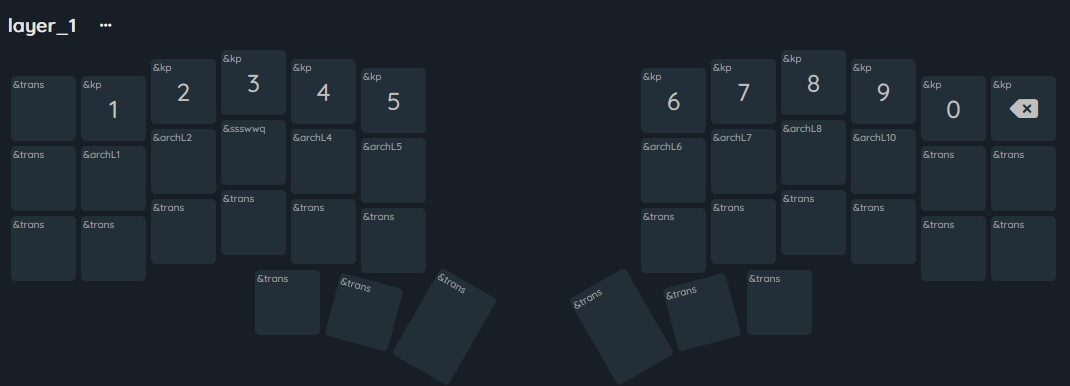 layer_1 •••
&trans &kp 1 &kp 2 &kp 3 &kp 4 &kp 5 &kp 6 &kp 7 &kp 8 &kp 9 &kp 0 &kp
&trans &archL1 &archL2 &ssswwq &archL4 &archL5 &archL6 &archL7 &archL8 &archL10 &trans &trans
&trans &trans &trans &trans &trans &trans &trans &trans &trans &trans &trans &trans
&trans &trans &trans &trans &trans &trans